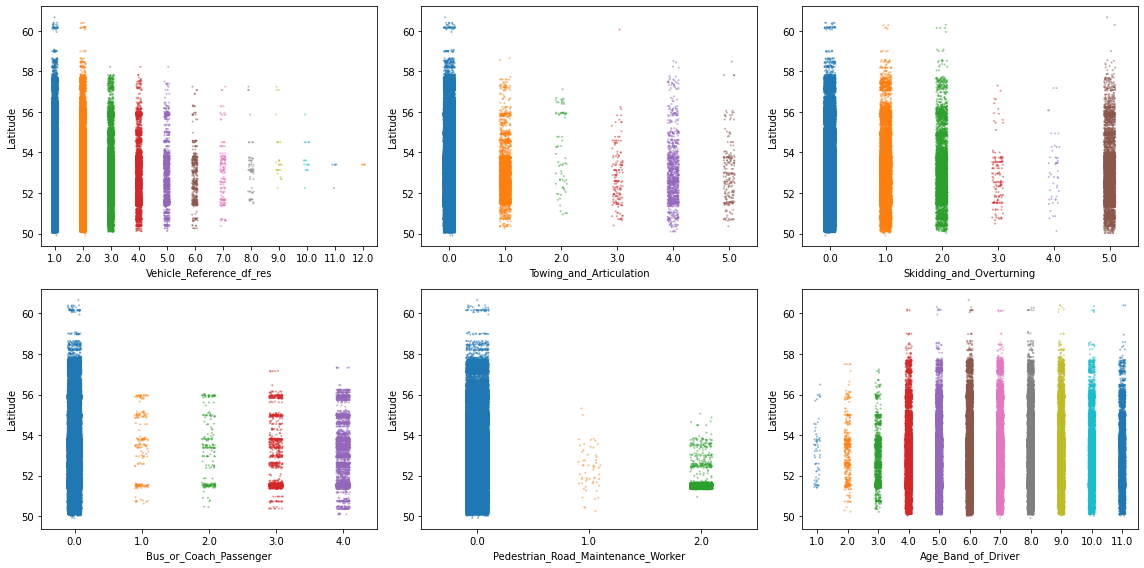 60
58
56
54
52
50
Latitude
1.0 2.0 3.0 4.0 5.0 6.0 7.0 8.0 9.0 10.0 11.0 12.0
Vehicle_Reference_df_res
60
58
56
54
52
50
Latitude
0.0 1.0 2.0 3.0 4.0 5.0
Towing_and_Articulation
60
58
56
54
52
50
Latitude
0.0 1.0 2.0 3.0 4.0 5.0
Skidding_and_Overturning
60
58
56
54
52
50
Latitude
0.0 1.0 2.0 3.0 4.0
Bus_or_Coach_Passenger
60
58
56
54
52
50
Latitude
0.0 1.0 2.0
Pedestrian_Road_Maintenance_Worker
60
58
56
54
52
50
Latitude
1.0 2.0 3.0 4.0 5.0 6.0 7.0 8.0 9.0 10.0 11.0
Age_Band_of_Driver